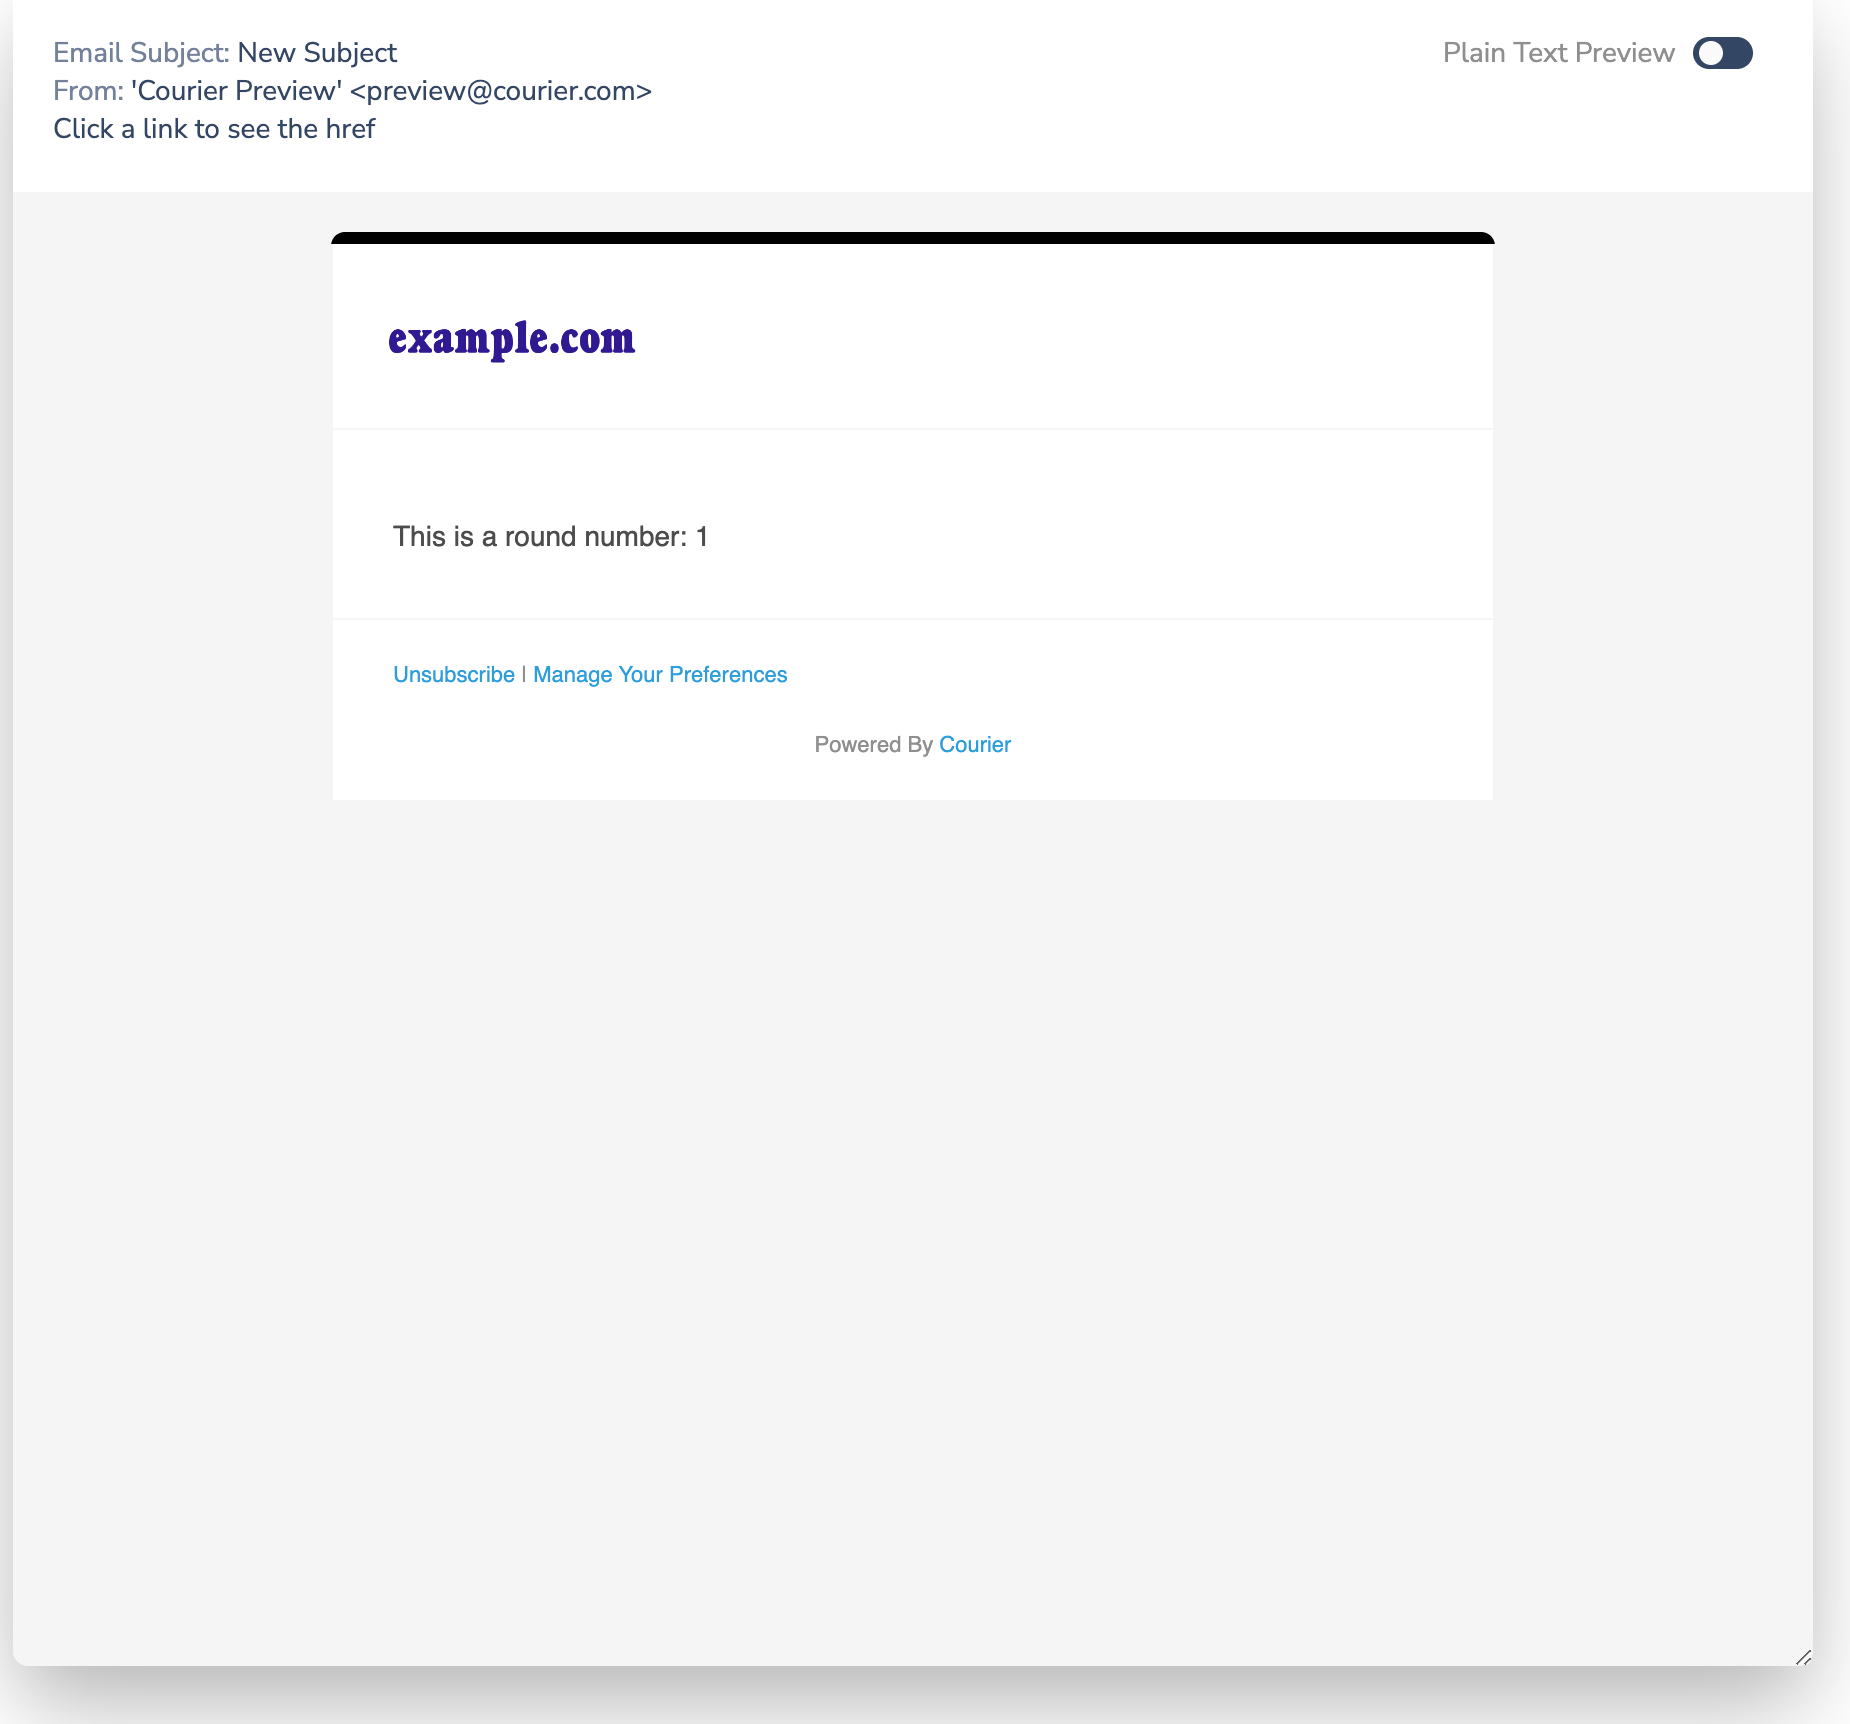 Email Subject: New Subject
Plain Text Preview
From: 'Courier Preview' <preview@courier.com>
Click a link to see the href
example.com
This is a round number: 1
Unsubscribe | Manage Your Preferences
Powered By Courier